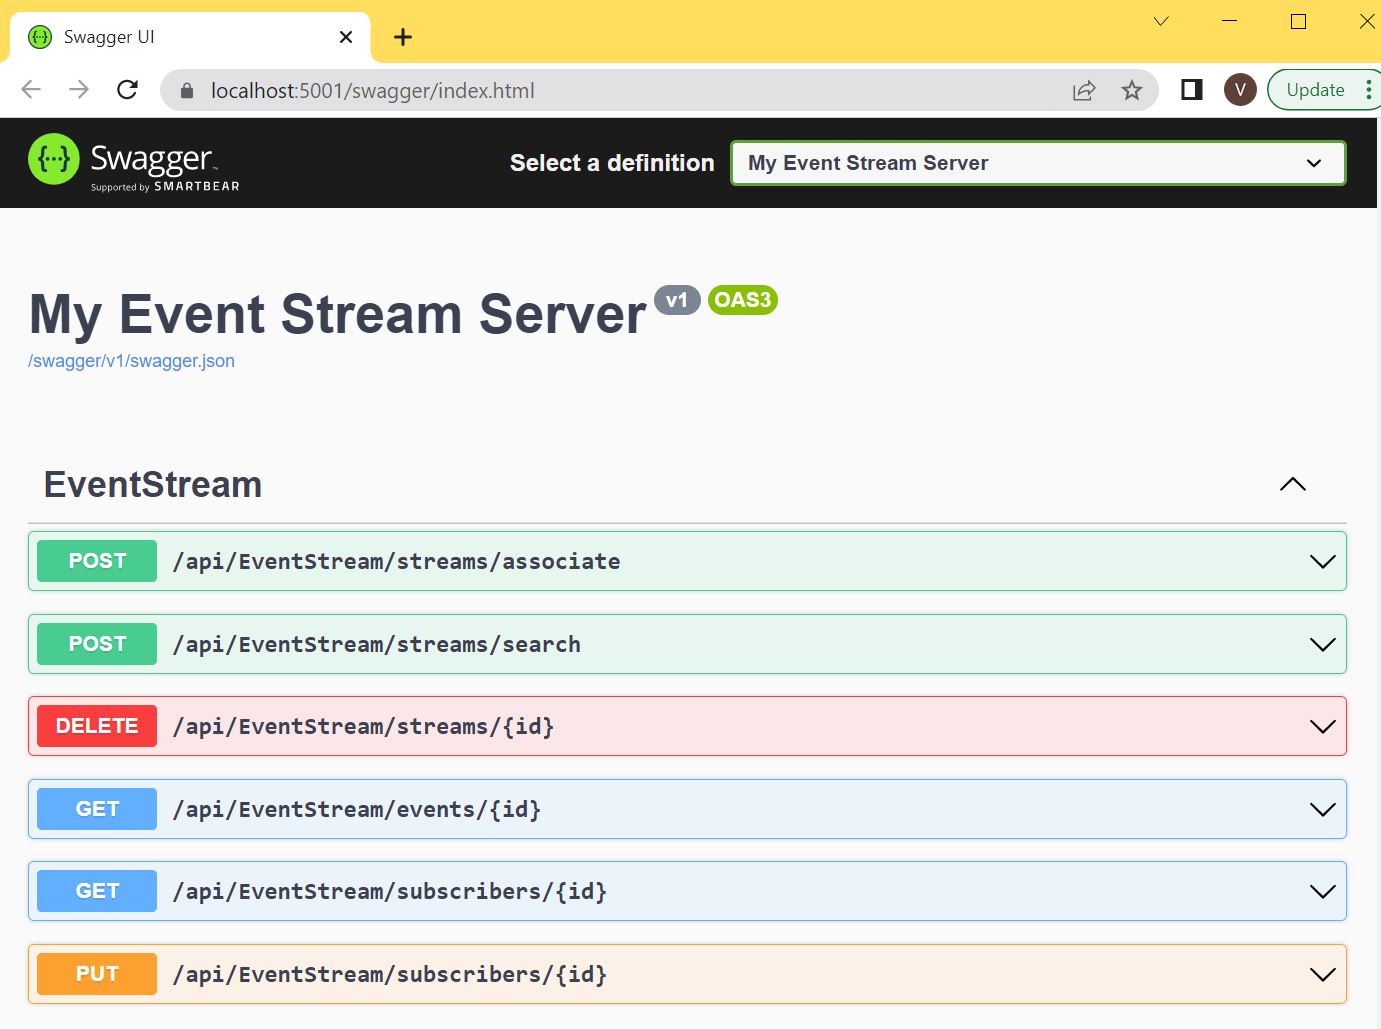 Swagger UI
localhost:5001/swagger/index.html
V
Update
{···} Swagger™
Supported by SMARTBEAR
Select a definition
My Event Stream Server
My Event Stream Server v1 OAS3
/swagger/v1/swagger.json
EventStream
POST /api/EventStream/streams/associate
POST /api/EventStream/streams/search
DELETE /api/EventStream/streams/{id}
GET /api/EventStream/events/{id}
GET /api/EventStream/subscribers/{id}
PUT /api/EventStream/subscribers/{id}